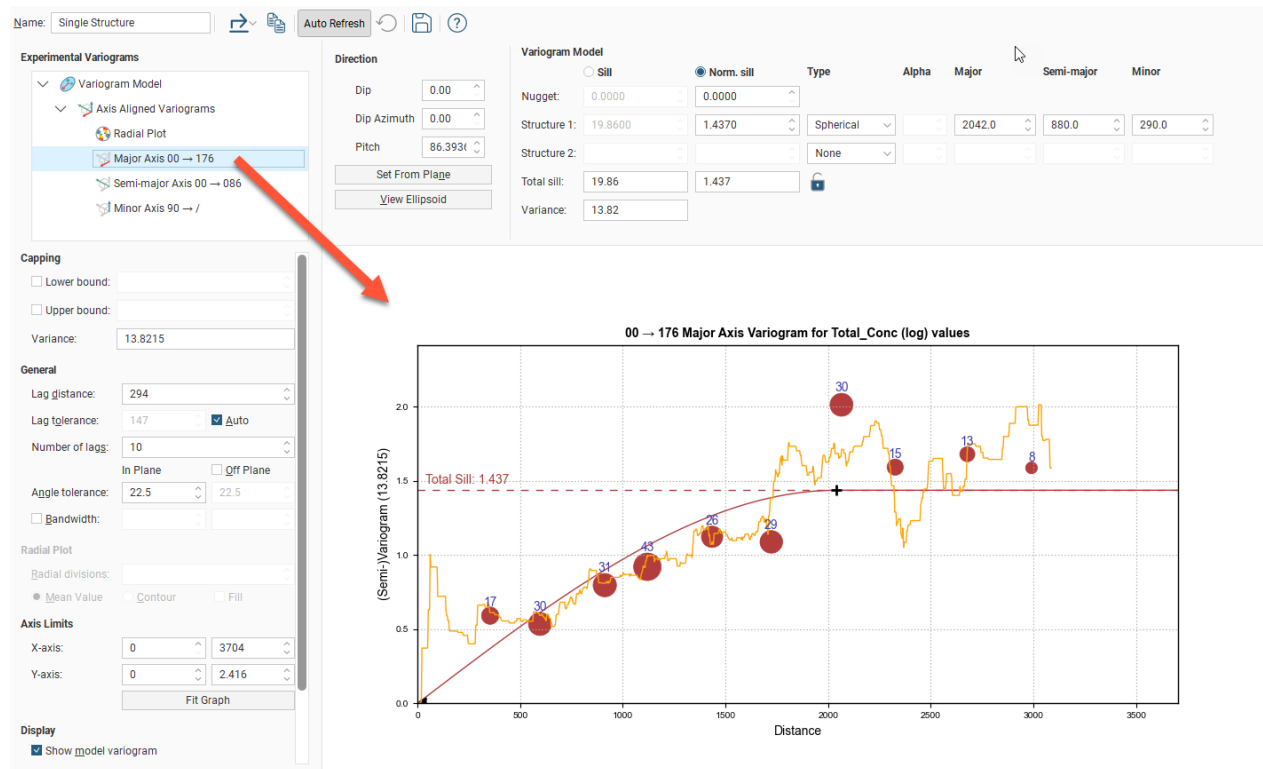 Name: Single Structure Auto Refresh
Experimental Variograms
Variogram Model
Axis Aligned Variograms
Radial Plot
Major Axis 00 → 176
Semi-major Axis 00 → 086
Minor Axis 90 → /
Direction
Dip 0.00
Dip Azimuth 0.00
Pitch 86.3936
Set From Plane
View Ellipsoid
Variogram Model
Sill Norm. sill Type Alpha Major Semi-major Minor
Nugget: 0.0000 0.0000
Structure 1: 19.8600 1.4370 Spherical 2042.0 880.0 290.0
Structure 2: None
Total sill: 19.86 1.437
Variance: 13.82
Capping
Lower bound:
Upper bound:
Variance: 13.8215
General
Lag distance: 294
Lag tolerance: 147 Auto
Number of lags: 10
In Plane Off Plane
Angle tolerance: 22.5 22.5
Bandwidth:
Radial Plot
Radial divisions:
Mean Value Contour Fill
Axis Limits
X-axis: 0 3704
Y-axis: 0 2.416
Fit Graph
Display
Show model variogram
00 → 176 Major Axis Variogram for Total_Conc (log) values
(Semi-)Variogram (13.8215)
2.0
1.5
1.0
0.5
0.0
Total Sill: 1.437
17 30 31 43 26 29 30 15 13 8
0 500 1000 1500 2000 2500 3000 3500
Distance